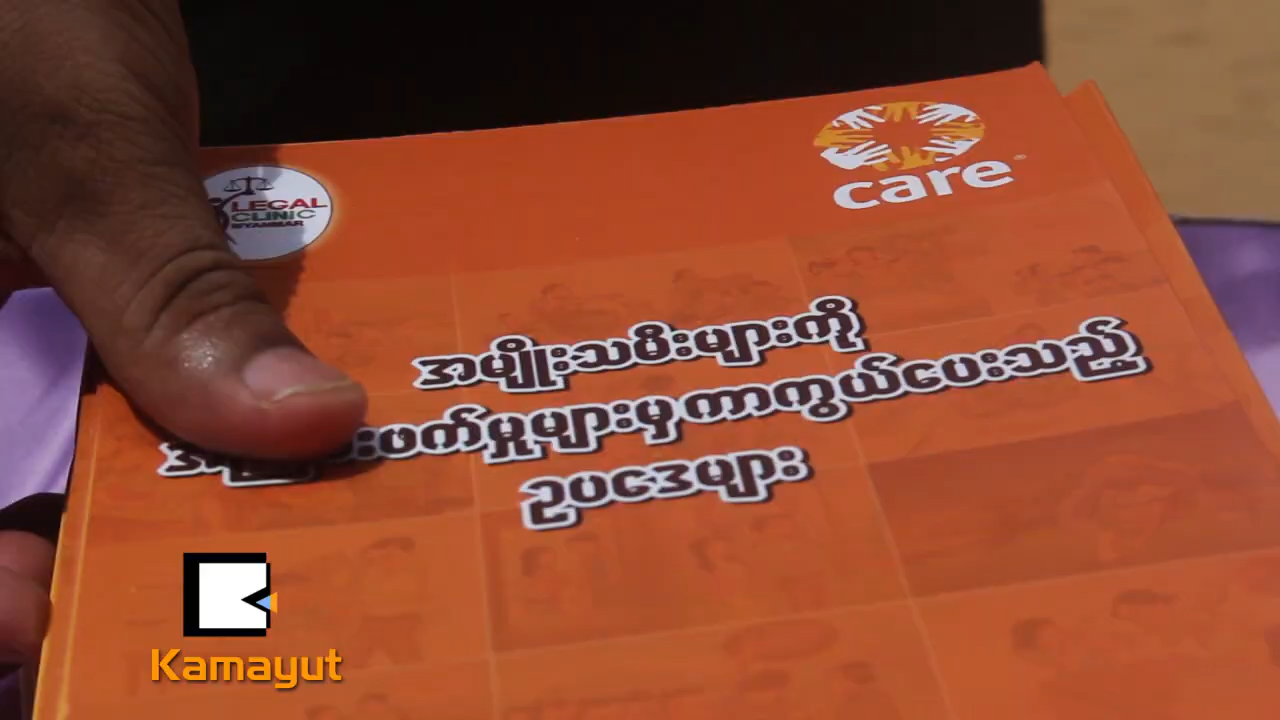 LEGAL
CLINIC
MYANMAR
care
အမျိုးသမီးများကို
ဖက်မှုများမှ ကာကွယ်ပေးသည့်
ဥပဒေများ
Kamayut